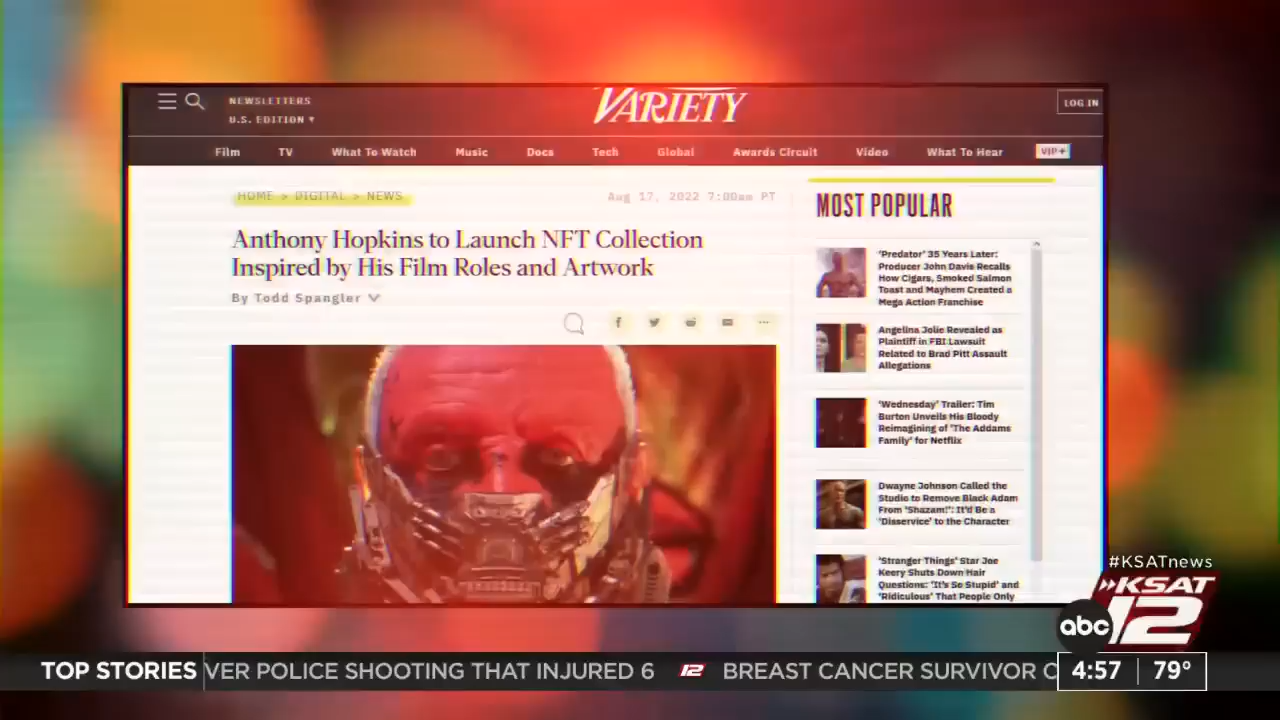 NEWSLETTERS
U.S. EDITION
VARIETY
LOG IN
Film TV What To Watch Music Docs Tech Global Awards Circuit Video What To Hear VIP+
HOME > DIGITAL > NEWS
Aug 17, 2022 7:00am PT
Anthony Hopkins to Launch NFT Collection
Inspired by His Film Roles and Artwork
By Todd Spangler
MOST POPULAR
'Predator' 35 Years Later:
Producer John Davis Recalls
How Cigars, Smoked Salmon
Toast and Mayhem Created a
Mega Action Franchise
Angelina Jolie Revealed as
Plaintiff in FBI Lawsuit
Related to Brad Pitt Assault
Allegations
'Wednesday' Trailer: Tim
Burton Unveils His Bloody
Reimagining of 'The Addams
Family' for Netflix
Dwayne Johnson Called the
Studio to Remove Black Adam
From 'Shazam!': It'd Be a
'Disservice' to the Character
'Stranger Things' Star Joe
Keery Shuts Down Hair
Questions: 'It's So Stupid' and
'Ridiculous' That People Only
#KSATnews
KSAT
abc 12
TOP STORIES VER POLICE SHOOTING THAT INJURED 6 12 BREAST CANCER SURVIVOR C 4:57 79°